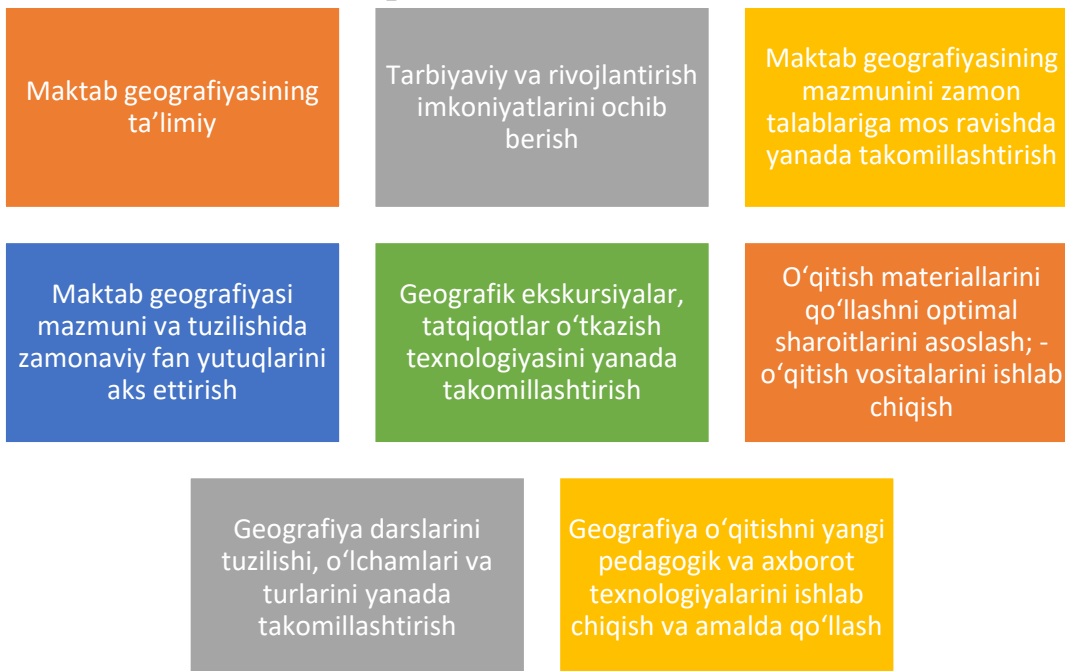 Maktab geografiyasining
ta’limiy
Tarbiyaviy va rivojlantirish
imkoniyatlarini ochib
berish
Maktab geografiyasining
mazmunini zamon
talablariga mos ravishda
yanada takomillashtirish
Maktab geografiyasi
mazmuni va tuzilishida
zamonaviy fan yutuqlarini
aks ettirish
Geografik ekskursiyalar,
tatqiqotlar o‘tkazish
texnologiyasini yanada
takomillashtirish
O‘qitish materiallarini
qo‘llashni optimal
sharoitlarini asoslash; -
o‘qitish vositalarini ishlab
chiqish
Geografiya darslarini
tuzilishi, o‘lchamlari va
turlarini yanada
takomillashtirish
Geografiya o‘qitishni yangi
pedagogik va axborot
texnologiyalarini ishlab
chiqish va amalda qo‘llash